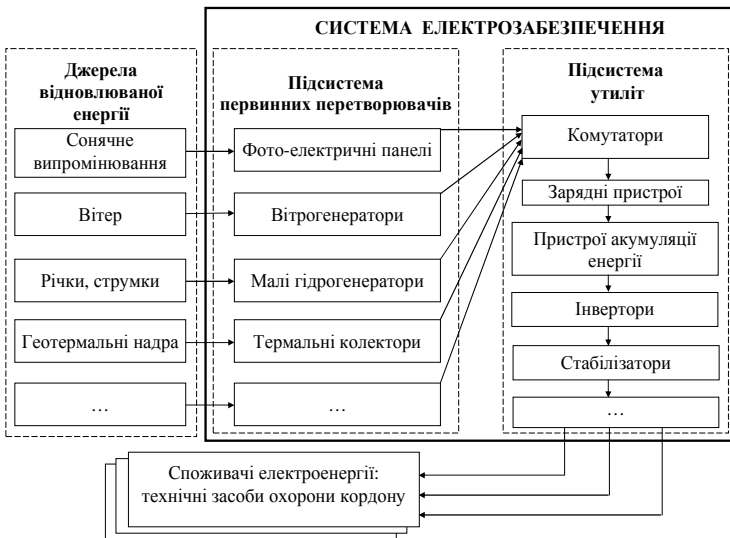 СИСТЕМА ЕЛЕКТРОЗАБЕЗПЕЧЕННЯ
Джерела
відновлюваної
енергії
Сонячне
випромінювання
Вітер
Річки, струмки
Геотермальні надра
…
Підсистема
первинних перетворювачів
Фото-електричні панелі
Вітрогенератори
Малі гідрогенератори
Термальні колектори
…
Підсистема
утиліт
Комутатори
Зарядні пристрої
Пристрої акумуляції
енергії
Інвертори
Стабілізатори
…
Споживачі електроенергії:
технічні засоби охорони кордону